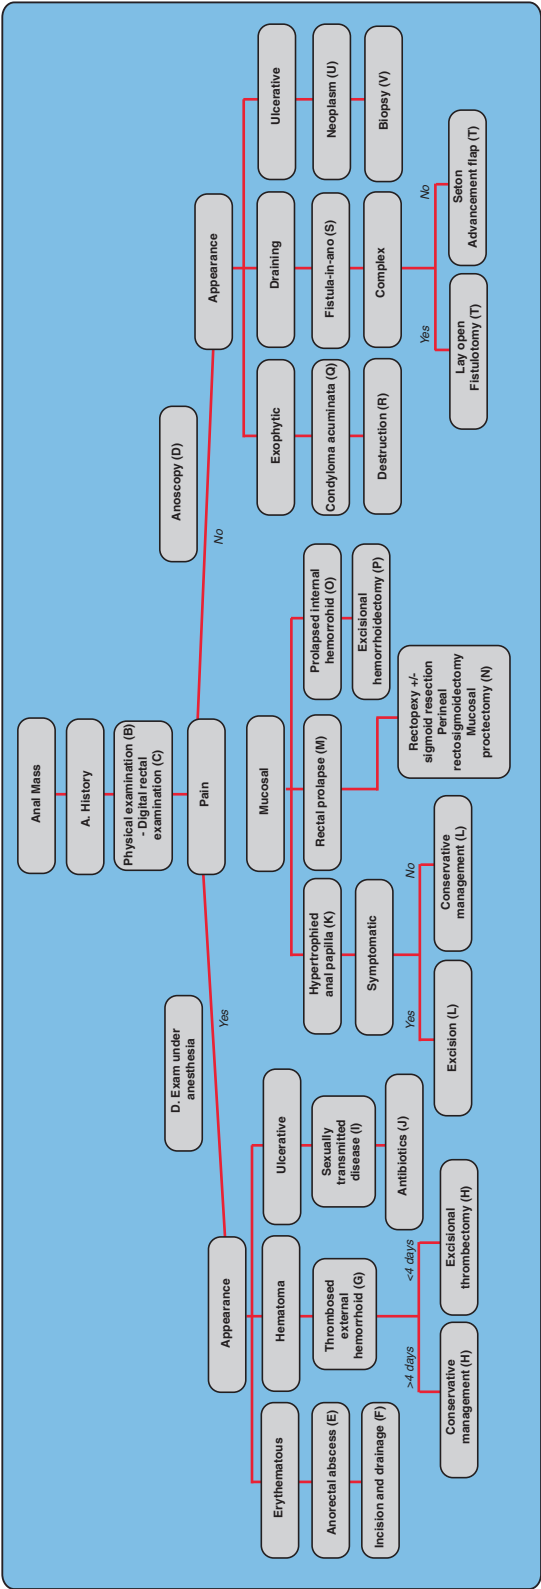 Anal Mass
A. History
Physical examination (B)
- Digital rectal
examination (C)
Pain
Yes
No
D. Exam under
anesthesia
Anoscopy (D)
Appearance
Erythematous
Anorectal abscess (E)
Incision and drainage (F)
Hematoma
Thrombosed
external
hemorrhoid (G)
>4 days
<4 days
Conservative
management (H)
Excisional
thrombectomy (H)
Ulcerative
Sexually
transmitted
disease (I)
Antibiotics (J)
Mucosal
Hypertrophied
anal papilla (K)
Symptomatic
Yes
No
Excision (L)
Conservative
management (L)
Rectal prolapse (M)
Rectopexy +/-
sigmoid resection
Perineal
rectosigmoidectomy
Mucosal
proctectomy (N)
Prolapsed internal
hemorrohid (O)
Excisional
hemorrhoidectomy (P)
Appearance
Exophytic
Condyloma acuminata (Q)
Destruction (R)
Draining
Fistula-in-ano (S)
Complex
Yes
No
Lay open
Fistulotomy (T)
Seton
Advancement flap (T)
Ulcerative
Neoplasm (U)
Biopsy (V)